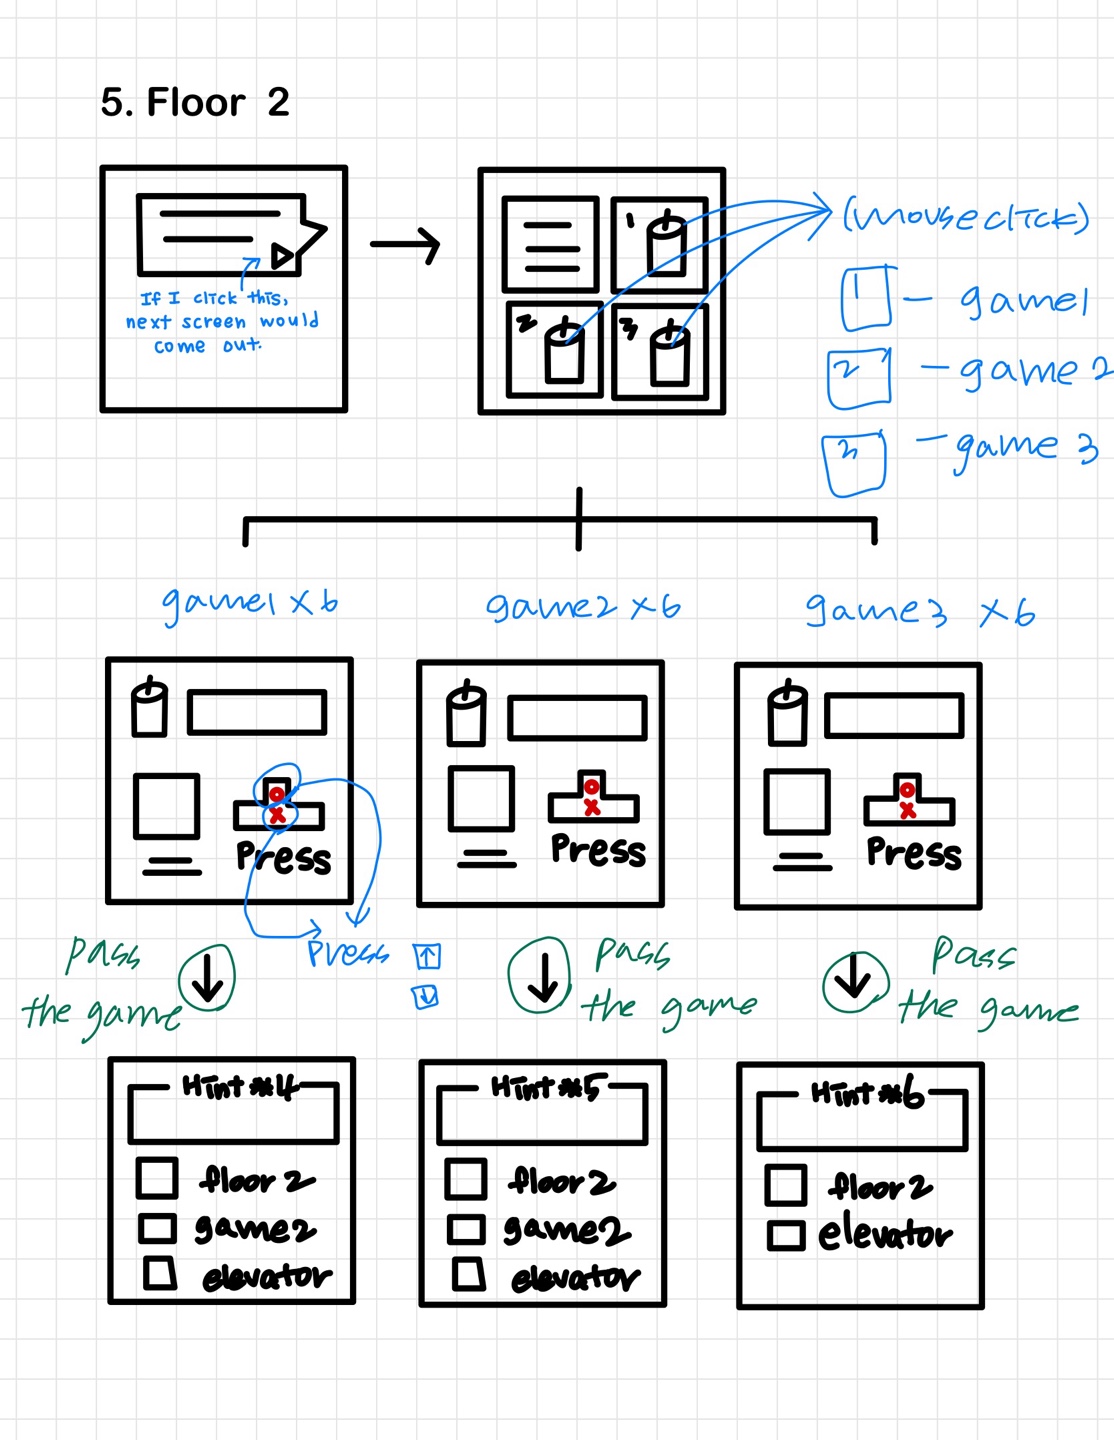 5. Floor 2
If I click this,
next screen would
come out.
1
2
3
(mouse click)
1 - game1
2 - game 2
3 - game 3
game1 x6
game2 x6
game3 x6
O
X
Press
O
X
Press
O
X
Press
Press ↑
↓
Pass
the game
↓
Pass
the game
↓
Pass
the game
↓
Hint #4
floor 2
game2
elevator
Hint #5
floor 2
game2
elevator
Hint #6
floor 2
elevator